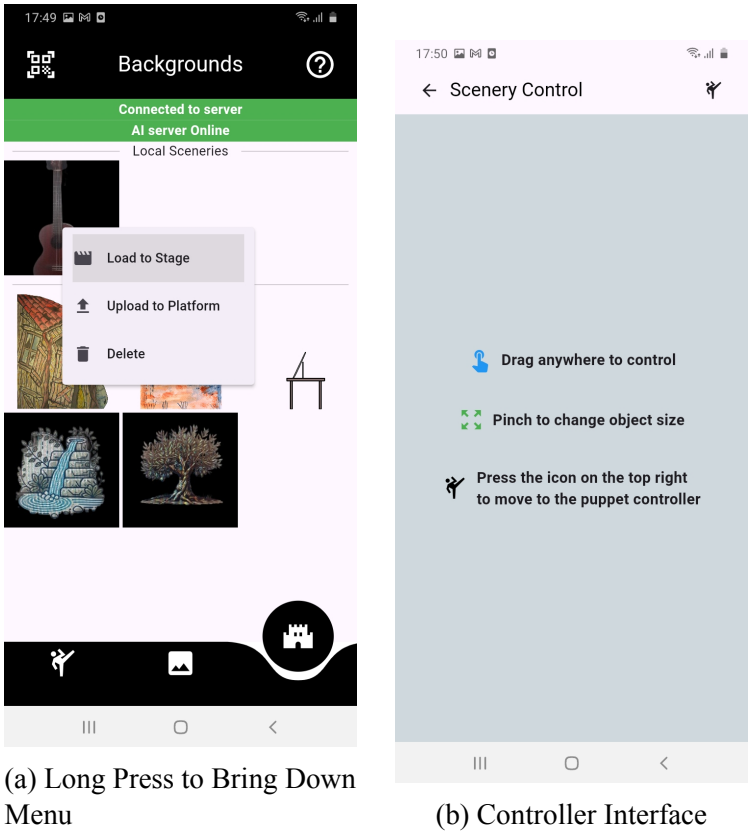 17:49
Backgrounds
Connected to server
AI server Online
Local Sceneries
Load to Stage
Upload to Platform
Delete
(a) Long Press to Bring Down
Menu
17:50
Scenery Control
Drag anywhere to control
Pinch to change object size
Press the icon on the top right
to move to the puppet controller
(b) Controller Interface